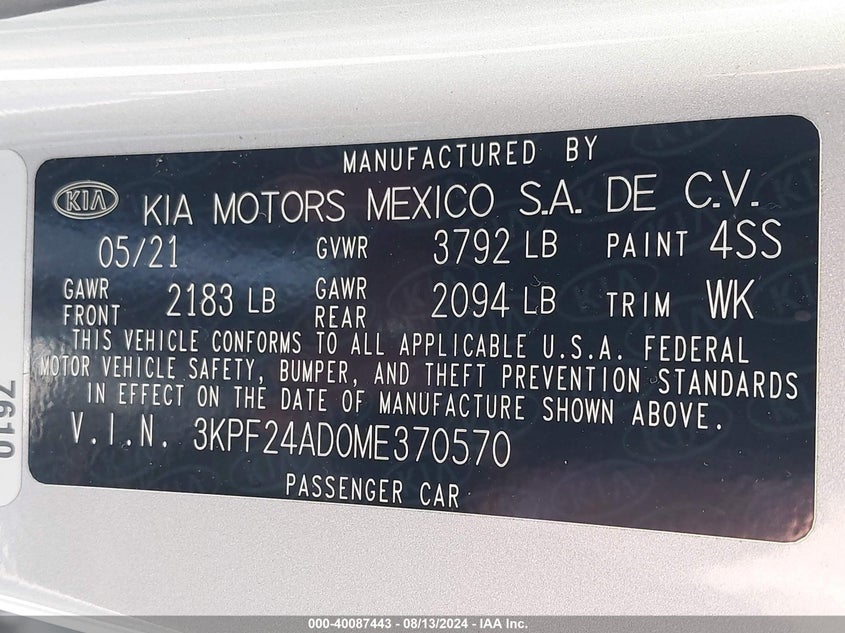 MANUFACTURED BY
KIA KIA MOTORS MEXICO S.A. DE C.V.
05/21 GVWR 3792 LB PAINT 4SS
GAWR FRONT 2183 LB GAWR REAR 2094 LB TRIM WK
THIS VEHICLE CONFORMS TO ALL APPLICABLE U.S.A. FEDERAL
MOTOR VEHICLE SAFETY, BUMPER, AND THEFT PREVENTION STANDARDS
IN EFFECT ON THE DATE OF MANUFACTURE SHOWN ABOVE.
V.I.N. 3KPF24AD0ME370570
PASSENGER CAR
000-40087443 - 08/13/2024 - IAA Inc.